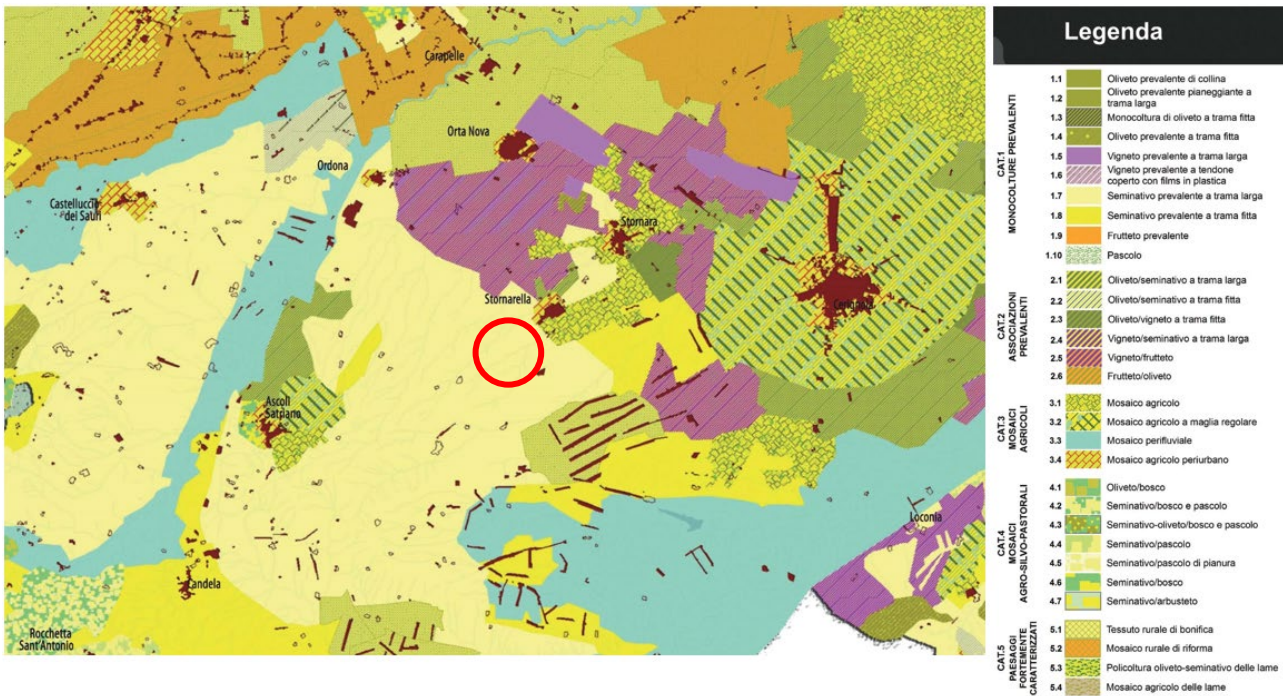 Carapelle
Orta Nova
Ordona
Castelluccio
dei Sauri
Stornara
Stornarella
Cerignola
Ascoli
Satriano
Loconia
Candela
Rocchetta
Sant'Antonio
Legenda
CAT.1
MONOCOLTURE PREVALENTI
1.1 Oliveto prevalente di collina
1.2 Oliveto prevalente pianeggiante a
trama larga
1.3 Monocoltura di oliveto a trama fitta
1.4 Oliveto prevalente a trama fitta
1.5 Vigneto prevalente a trama larga
1.6 Vigneto prevalente a tendone
coperto con films in plastica
1.7 Seminativo prevalente a trama larga
1.8 Seminativo prevalente a trama fitta
1.9 Frutteto prevalente
1.10 Pascolo
CAT.2
ASSOCIAZIONI
PREVALENTI
2.1 Oliveto/seminativo a trama larga
2.2 Oliveto/seminativo a trama fitta
2.3 Oliveto/vigneto a trama fitta
2.4 Vigneto/seminativo a trama larga
2.5 Vigneto/frutteto
2.6 Frutteto/oliveto
CAT.3
MOSAICI
AGRICOLI
3.1 Mosaico agricolo
3.2 Mosaico agricolo a maglia regolare
3.3 Mosaico perifluviale
3.4 Mosaico agricolo periurbano
CAT.4
MOSAICI
AGRO-SILVO-PASTORALI
4.1 Oliveto/bosco
4.2 Seminativo/bosco e pascolo
4.3 Seminativo-oliveto/bosco e pascolo
4.4 Seminativo/pascolo
4.5 Seminativo/pascolo di pianura
4.6 Seminativo/bosco
4.7 Seminativo/arbusteto
CAT.5
PAESAGGI
FORTEMENTE
CARATTERIZZATI
5.1 Tessuto rurale di bonifica
5.2 Mosaico rurale di riforma
5.3 Policoltura oliveto-seminativo delle lame
5.4 Mosaico agricolo delle lame